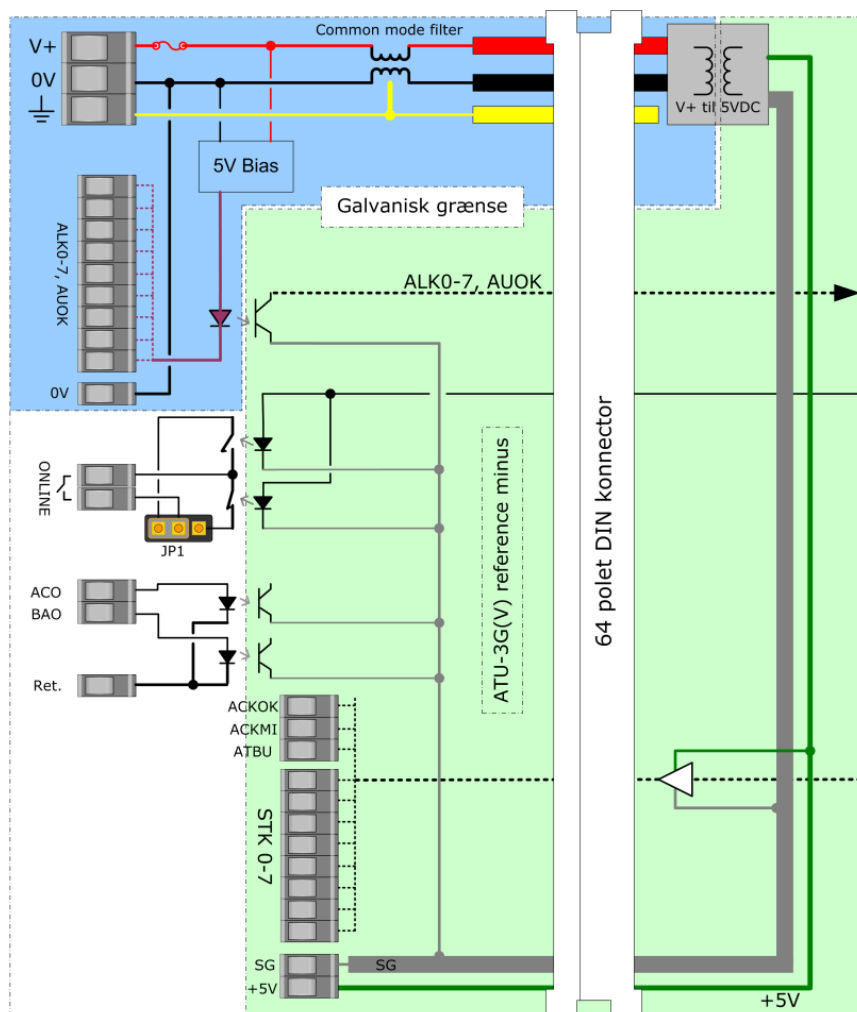 Common mode filter
V+
0V
V+ til 5VDC
5V Bias
Galvanisk grænse
ALK0-7, AUOK
ALK0-7, AUOK
0V
ONLINE
JP1
ATU-3G(V) reference minus
64 polet DIN konnector
ACO
BAO
Ret.
ACKOK
ACKMI
ATBU
STK 0-7
SG
SG
+5V
+5V